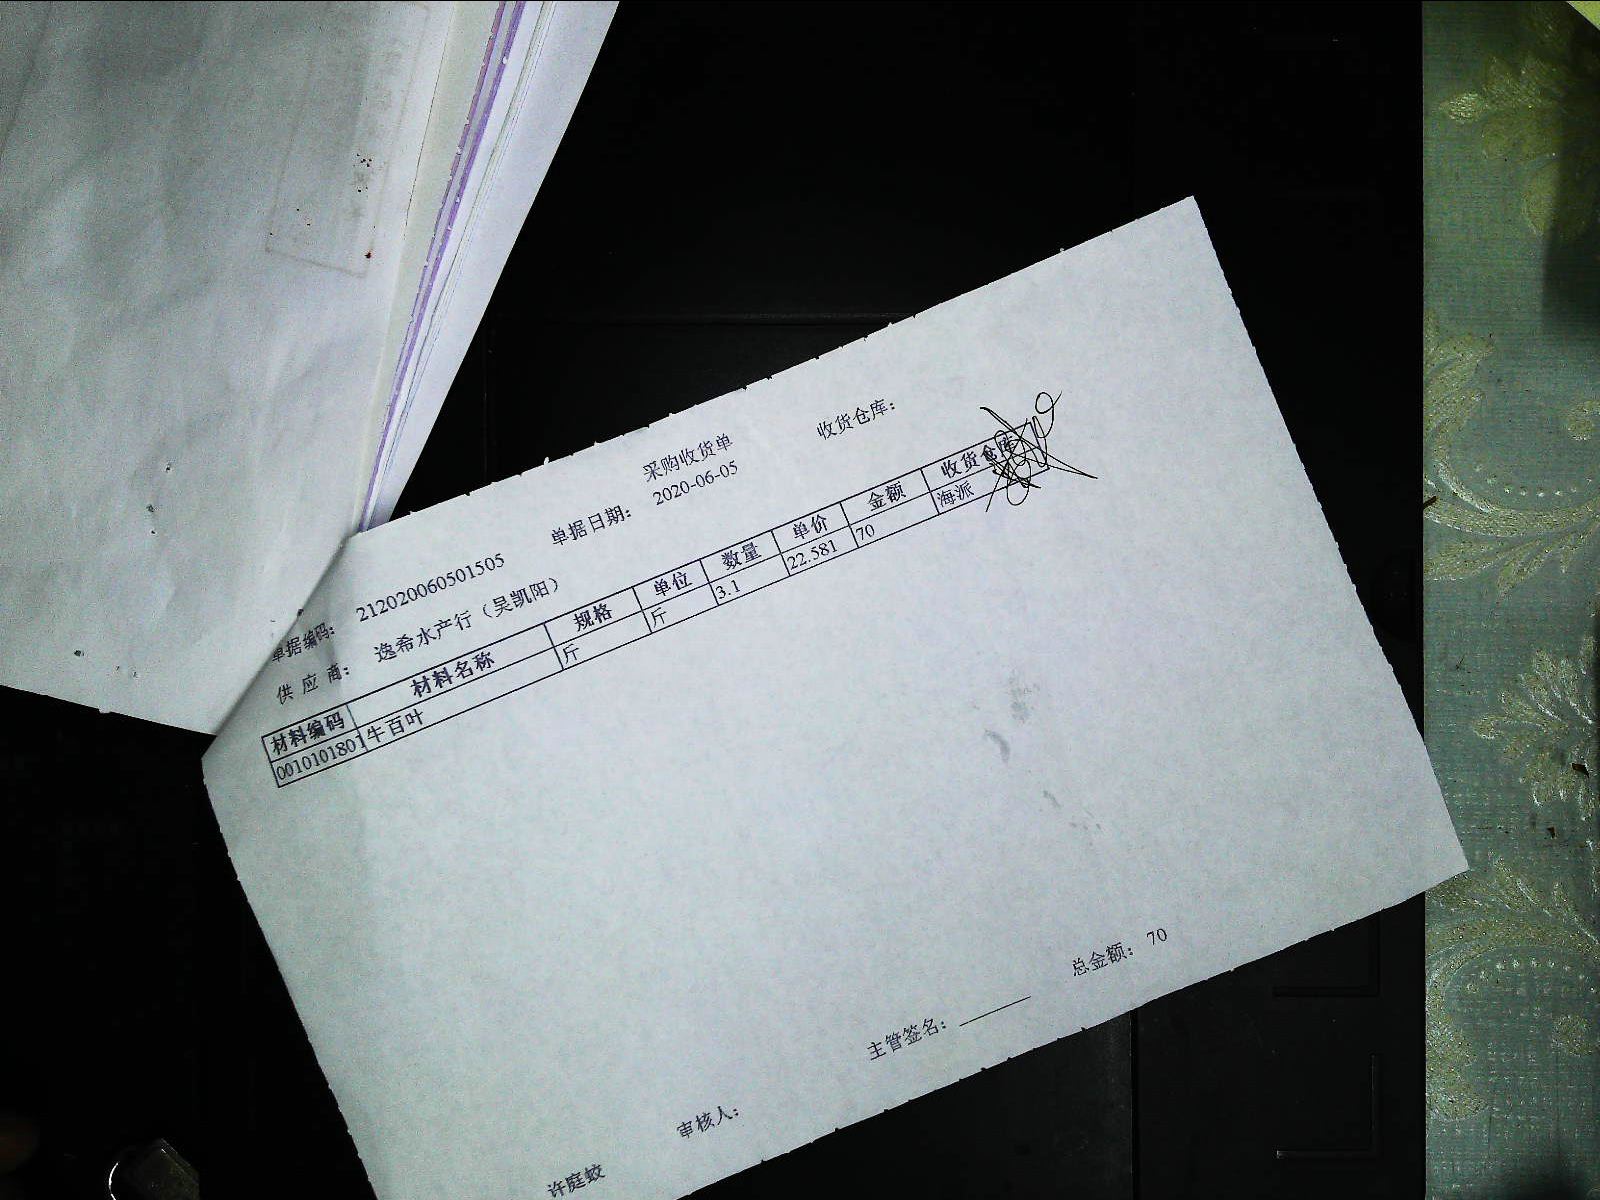 采购收货单
单据编码： 212020060501505 单据日期： 2020-06-05 收货仓库：
供 应 商： 逸希水产行（吴凯阳）
材料编码 材料名称 规格 单位 数量 单价 金额 收货仓库
0010101801 牛百叶 斤 斤 3.1 22.581 70 海派
总金额： 70
主管签名：
审核人：
许庭蛟